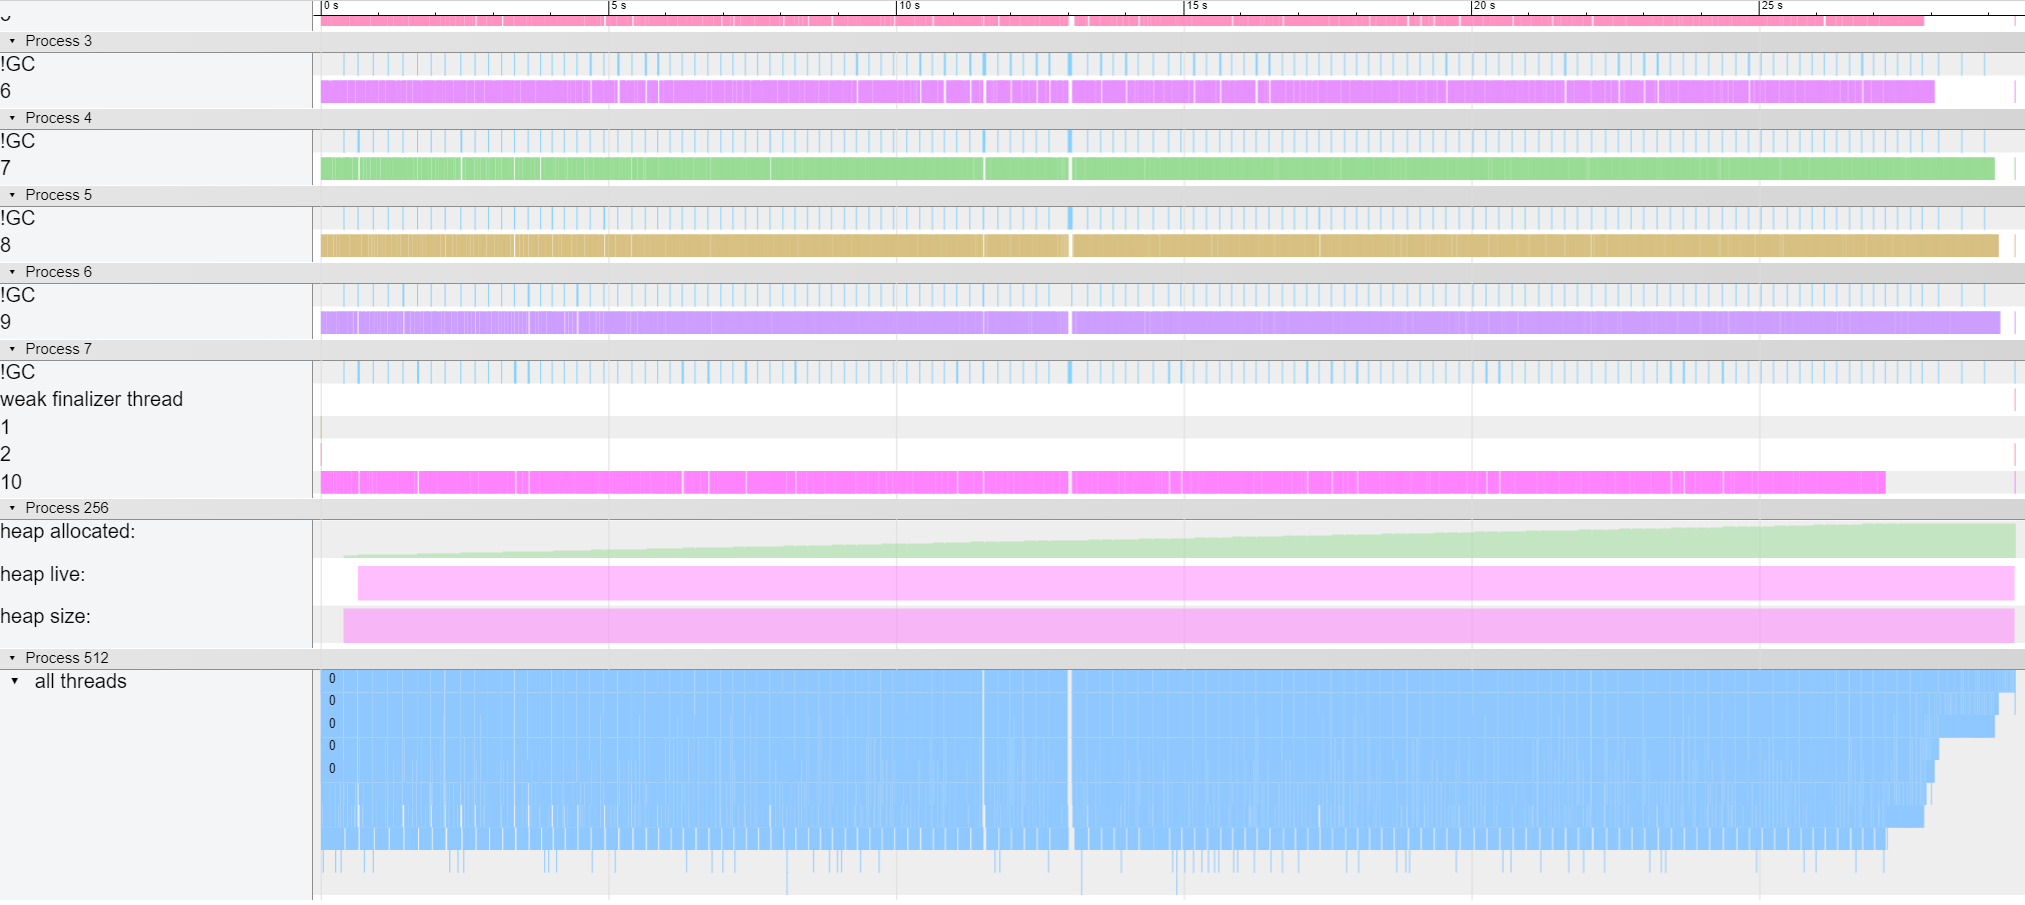 0 s 5 s 10 s 15 s 20 s 25 s
Process 3
!GC
6
Process 4
!GC
7
Process 5
!GC
8
Process 6
!GC
9
Process 7
!GC
weak finalizer thread
1
2
10
Process 256
heap allocated:
heap live:
heap size:
Process 512
all threads
0
0
0
0
0